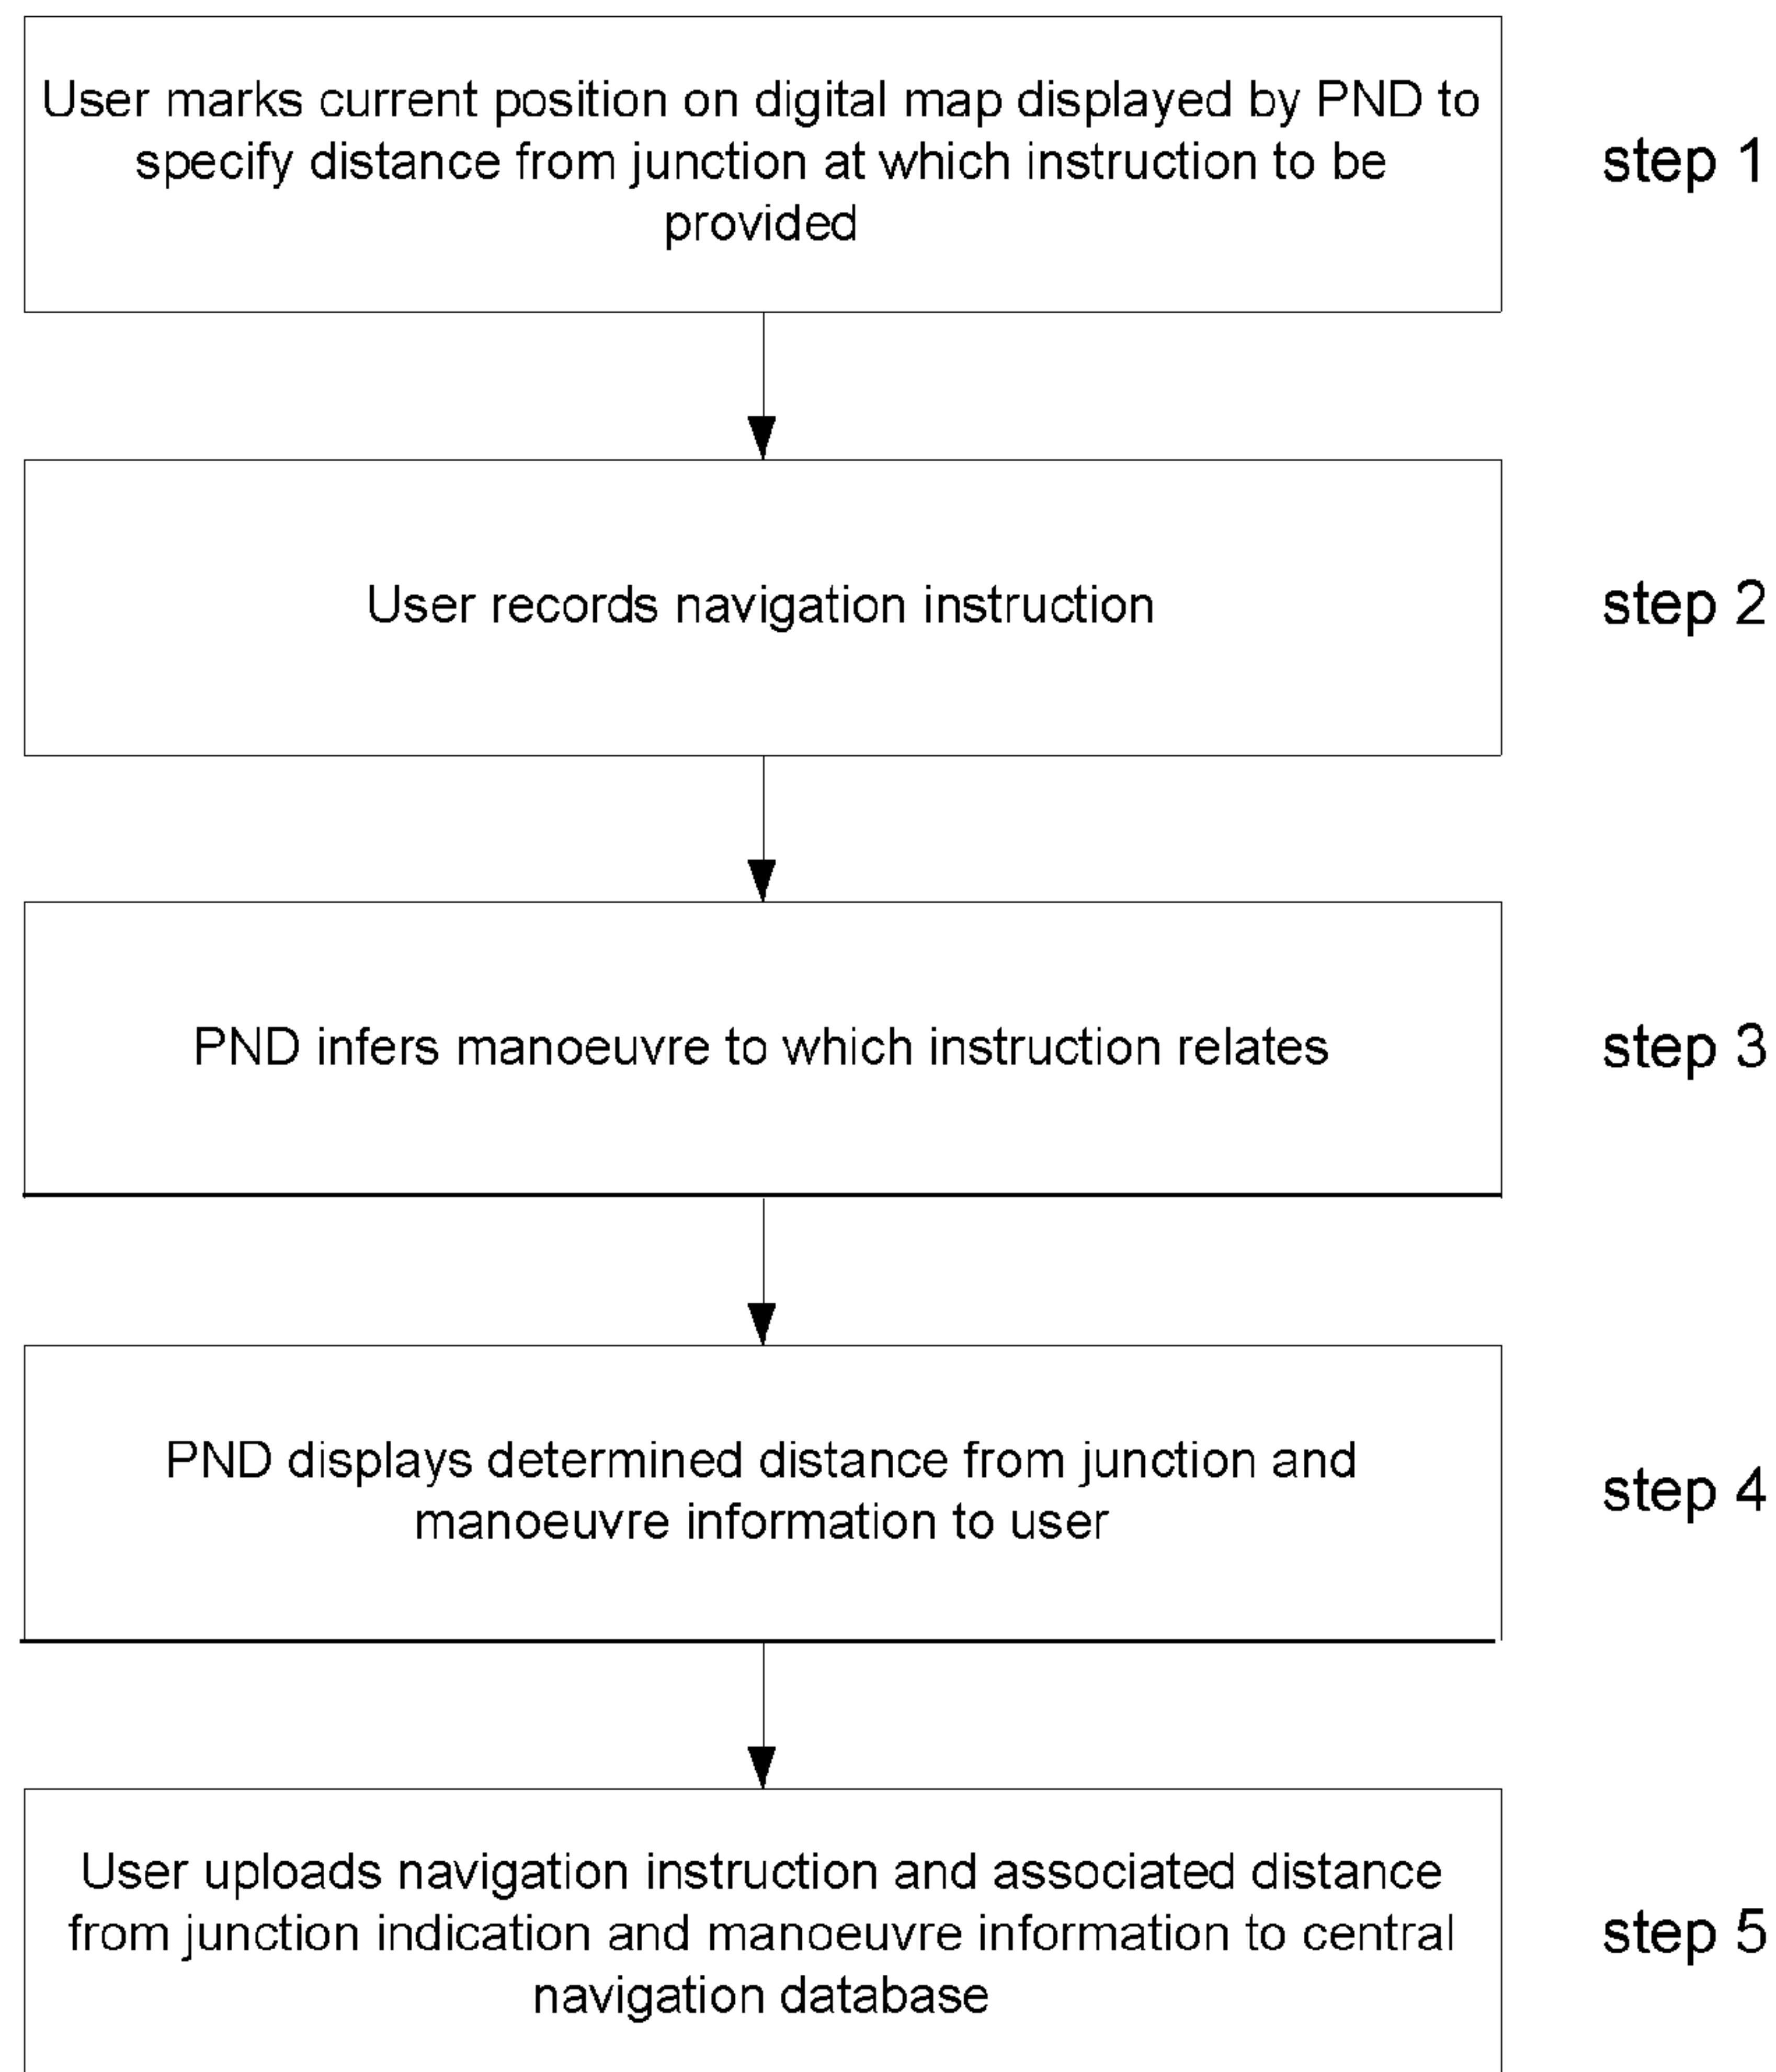 User marks current position on digital map displayed by PND to
specify distance from junction at which instruction to be
provided
step 1
User records navigation instruction
step 2
PND infers manoeuvre to which instruction relates
step 3
PND displays determined distance from junction and
manoeuvre information to user
step 4
User uploads navigation instruction and associated distance
from junction indication and manoeuvre information to central
navigation database
step 5